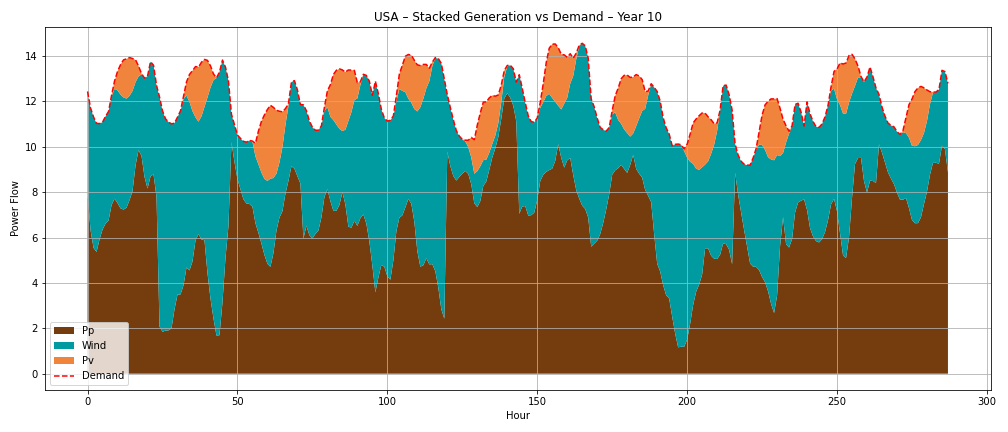 USA – Stacked Generation vs Demand – Year 10
Power Flow
14
12
10
8
6
4
2
0
Pp
Wind
Pv
Demand
0 50 100 150 200 250 300
Hour